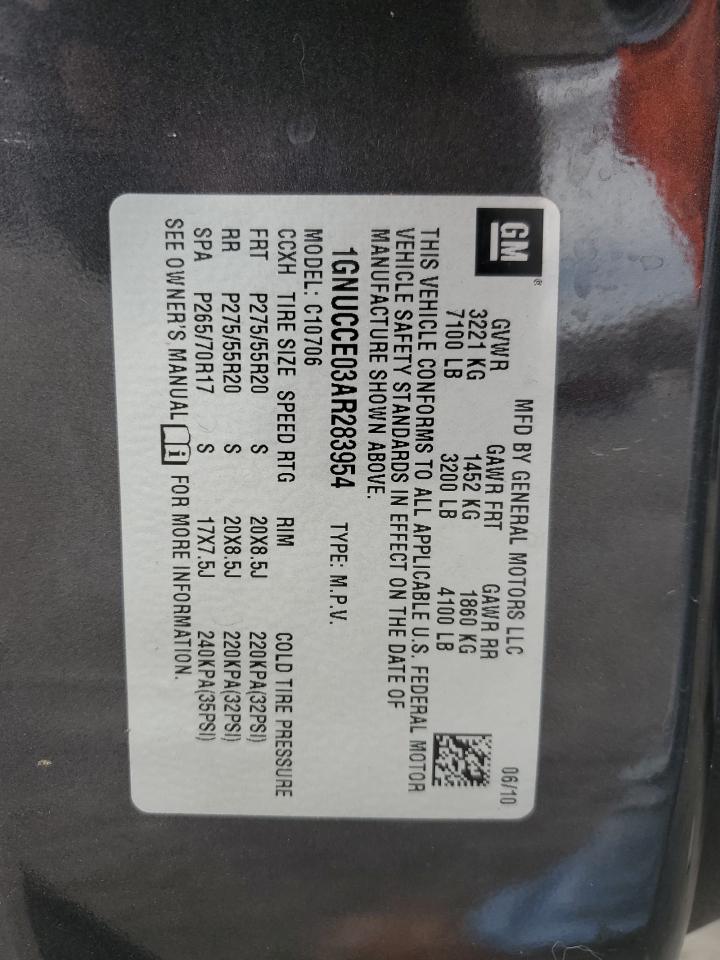 GM®
MFD BY GENERAL MOTORS LLC 06/10
GVWR GAWR FRT GAWR RR
3221 KG 1452 KG 1860 KG
7100 LB 3200 LB 4100 LB
THIS VEHICLE CONFORMS TO ALL APPLICABLE U.S. FEDERAL MOTOR
VEHICLE SAFETY STANDARDS IN EFFECT ON THE DATE OF
MANUFACTURE SHOWN ABOVE.
1GNUCCE03AR283954 TYPE: M.P.V.
MODEL: C10706
CCXH TIRE SIZE SPEED RTG RIM COLD TIRE PRESSURE
FRT P275/55R20 S 20X8.5J 220KPA(32PSI)
RR P275/55R20 S 20X8.5J 220KPA(32PSI)
SPA P265/70R17 S 17X7.5J 240KPA(35PSI)
SEE OWNER'S MANUAL i FOR MORE INFORMATION.